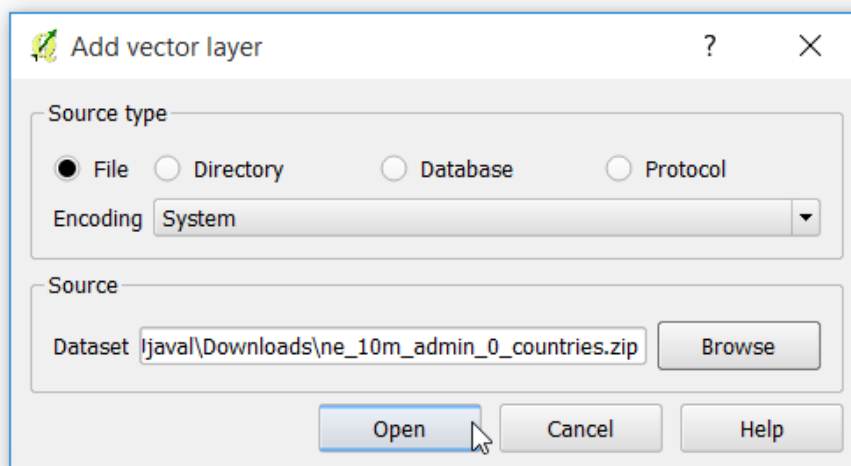 Add vector layer ?
Source type
File Directory Database Protocol
Encoding System
Source
Dataset ljaval\Downloads\ne_10m_admin_0_countries.zip Browse
Open Cancel Help